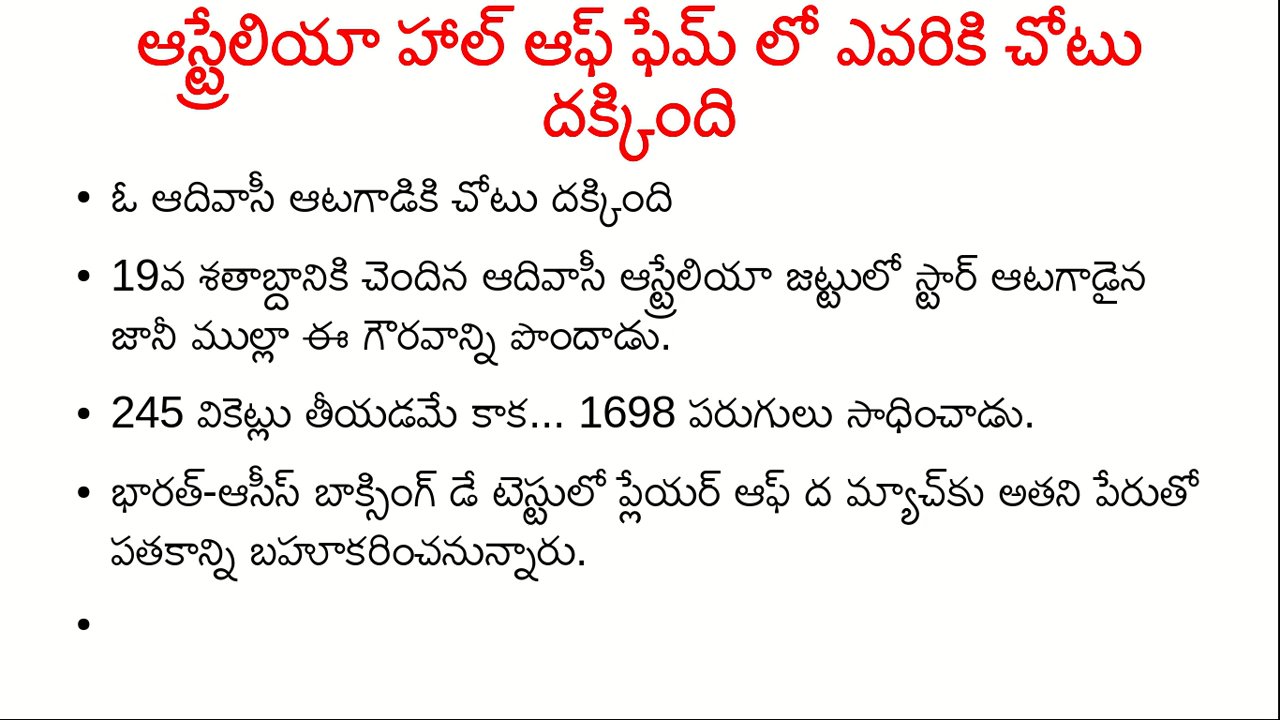 ఆస్ట్రేలియా హాల్ ఆఫ్ ఫేమ్ లో ఎవరికి చోటు
దక్కింది
• ఓ ఆదివాసీ ఆటగాడికి చోటు దక్కింది
• 19వ శతాబ్దానికి చెందిన ఆదివాసీ ఆస్ట్రేలియా జట్టులో స్టార్ ఆటగాడైన
జానీ ముల్లా ఈ గౌరవాన్ని పొందాడు.
• 245 వికెట్లు తీయడమే కాక... 1698 పరుగులు సాధించాడు.
• భారత్-ఆసీస్ బాక్సింగ్ డే టెస్టులో ప్లేయర్ ఆఫ్ ద మ్యాచ్‌కు అతని పేరుతో
పతకాన్ని బహూకరించనున్నారు.
•